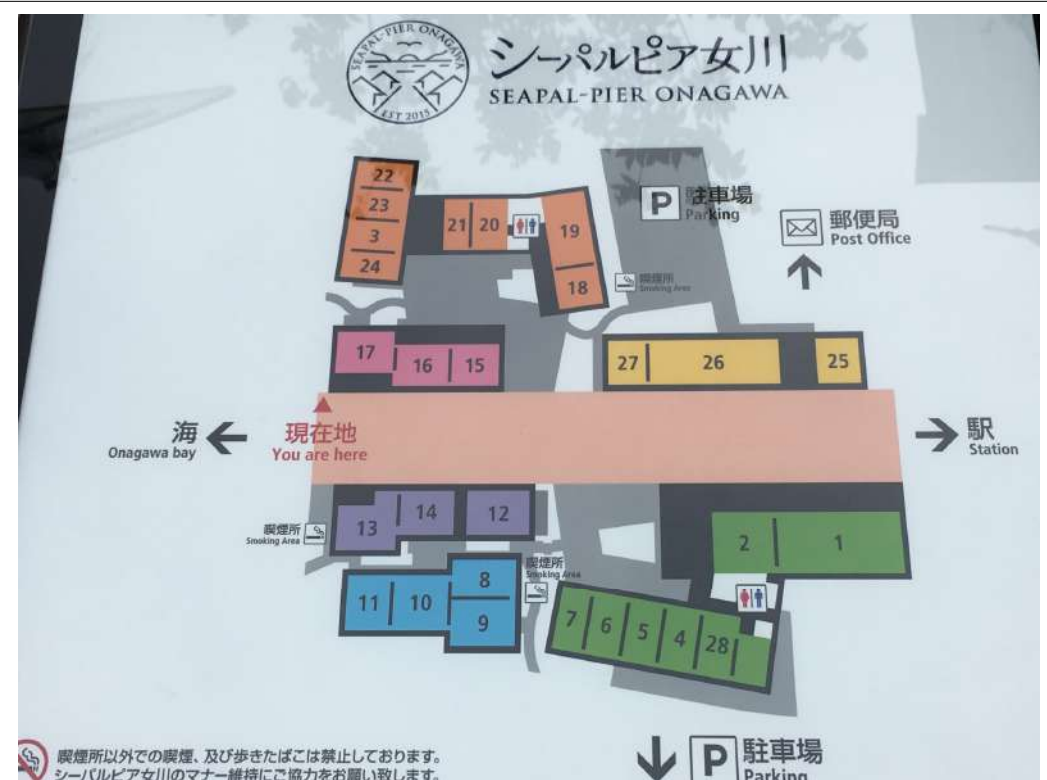 SEAPAL-PIER ONAGAWA
EST 2015
シーパルピア女川
SEAPAL-PIER ONAGAWA
22
23
3
24
21 20
19
18
P 駐車場
Parking
郵便局
Post Office
喫煙所
Smoking Area
17
16 15
27 26 25
海
Onagawa bay
現在地
You are here
駅
Station
喫煙所
Smoking Area
13 14 12
2 1
喫煙所
Smoking Area
11 10 8
9
7 6 5 4 28
喫煙所以外での喫煙、及び歩きたばこは禁止しております。
シーパルピア女川のマナー維持にご協力をお願い致します。
P 駐車場
Parking